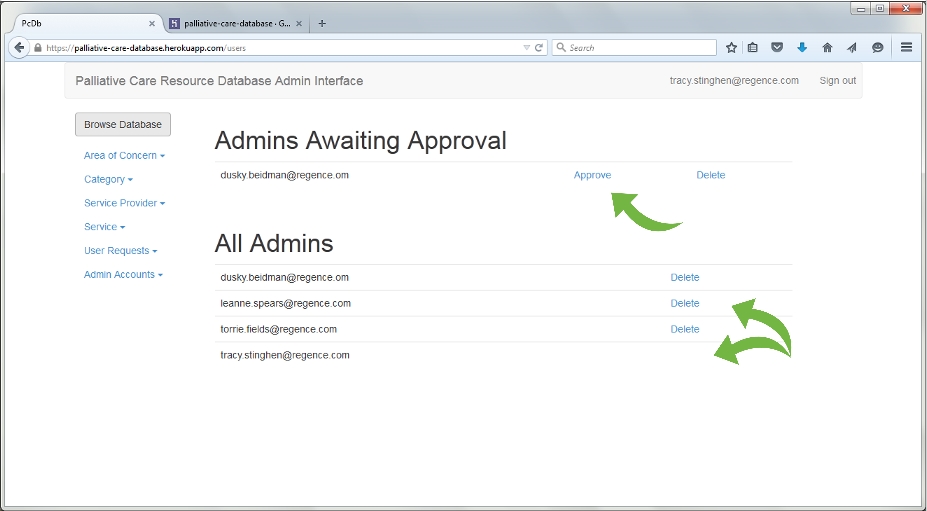 PcDb
palliative-care-database · G...
https://palliative-care-database.herokuapp.com/users
Search
Palliative Care Resource Database Admin Interface
tracy.stinghen@regence.com
Sign out
Browse Database
Area of Concern
Category
Service Provider
Service
User Requests
Admin Accounts
Admins Awaiting Approval
dusky.beidman@regence.om Approve Delete
All Admins
dusky.beidman@regence.om Delete
leanne.spears@regence.com Delete
torrie.fields@regence.com Delete
tracy.stinghen@regence.com